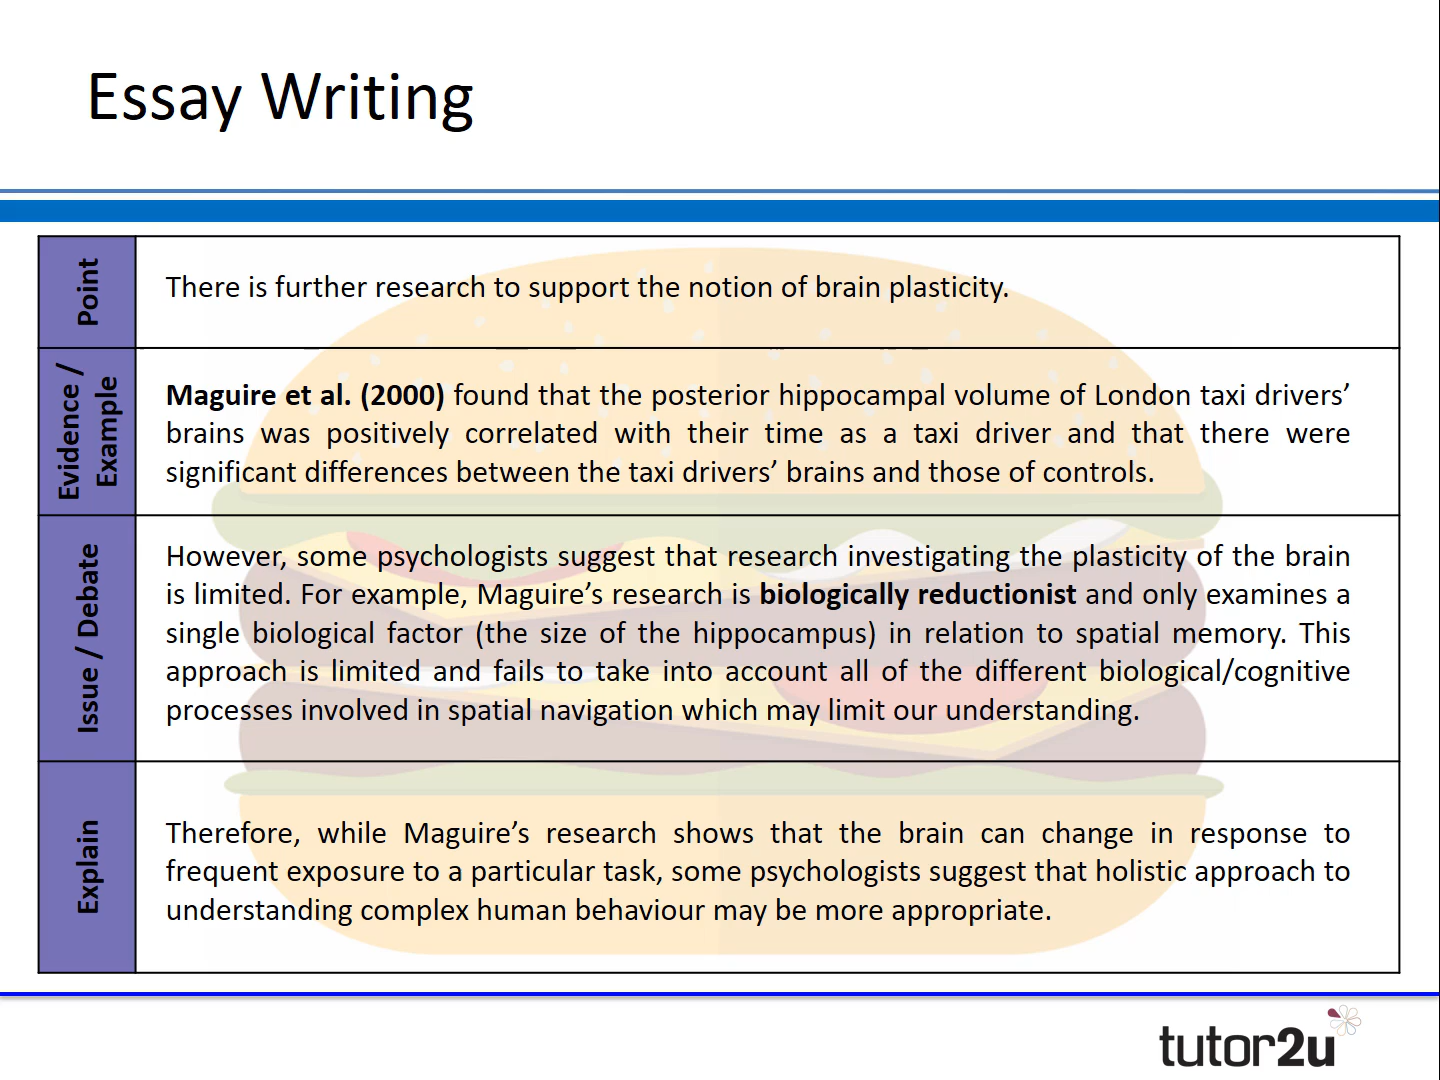 Essay Writing
Point
There is further research to support the notion of brain plasticity.
Evidence /
Example
Maguire et al. (2000) found that the posterior hippocampal volume of London taxi drivers’
brains was positively correlated with their time as a taxi driver and that there were
significant differences between the taxi drivers’ brains and those of controls.
Issue / Debate
However, some psychologists suggest that research investigating the plasticity of the brain
is limited. For example, Maguire’s research is biologically reductionist and only examines a
single biological factor (the size of the hippocampus) in relation to spatial memory. This
approach is limited and fails to take into account all of the different biological/cognitive
processes involved in spatial navigation which may limit our understanding.
Explain
Therefore, while Maguire’s research shows that the brain can change in response to
frequent exposure to a particular task, some psychologists suggest that holistic approach to
understanding complex human behaviour may be more appropriate.
tutor2u